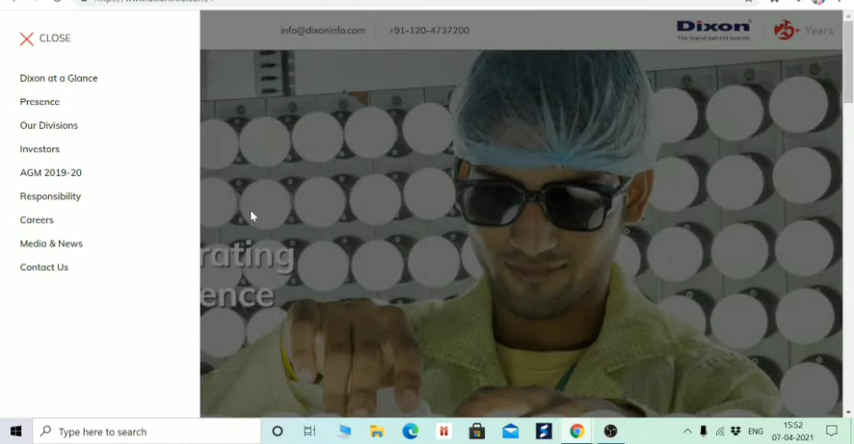 CLOSE
Dixon at a Glance
Presence
Our Divisions
Investors
AGM 2019-20
Responsibility
Careers
Media & News
Contact Us
info@dixoninfo.com
+91-120-4737200
Dixon
The brand behind brands
25+ Years
rating
ence
Type here to search
ENG
15:52
07-04-2021